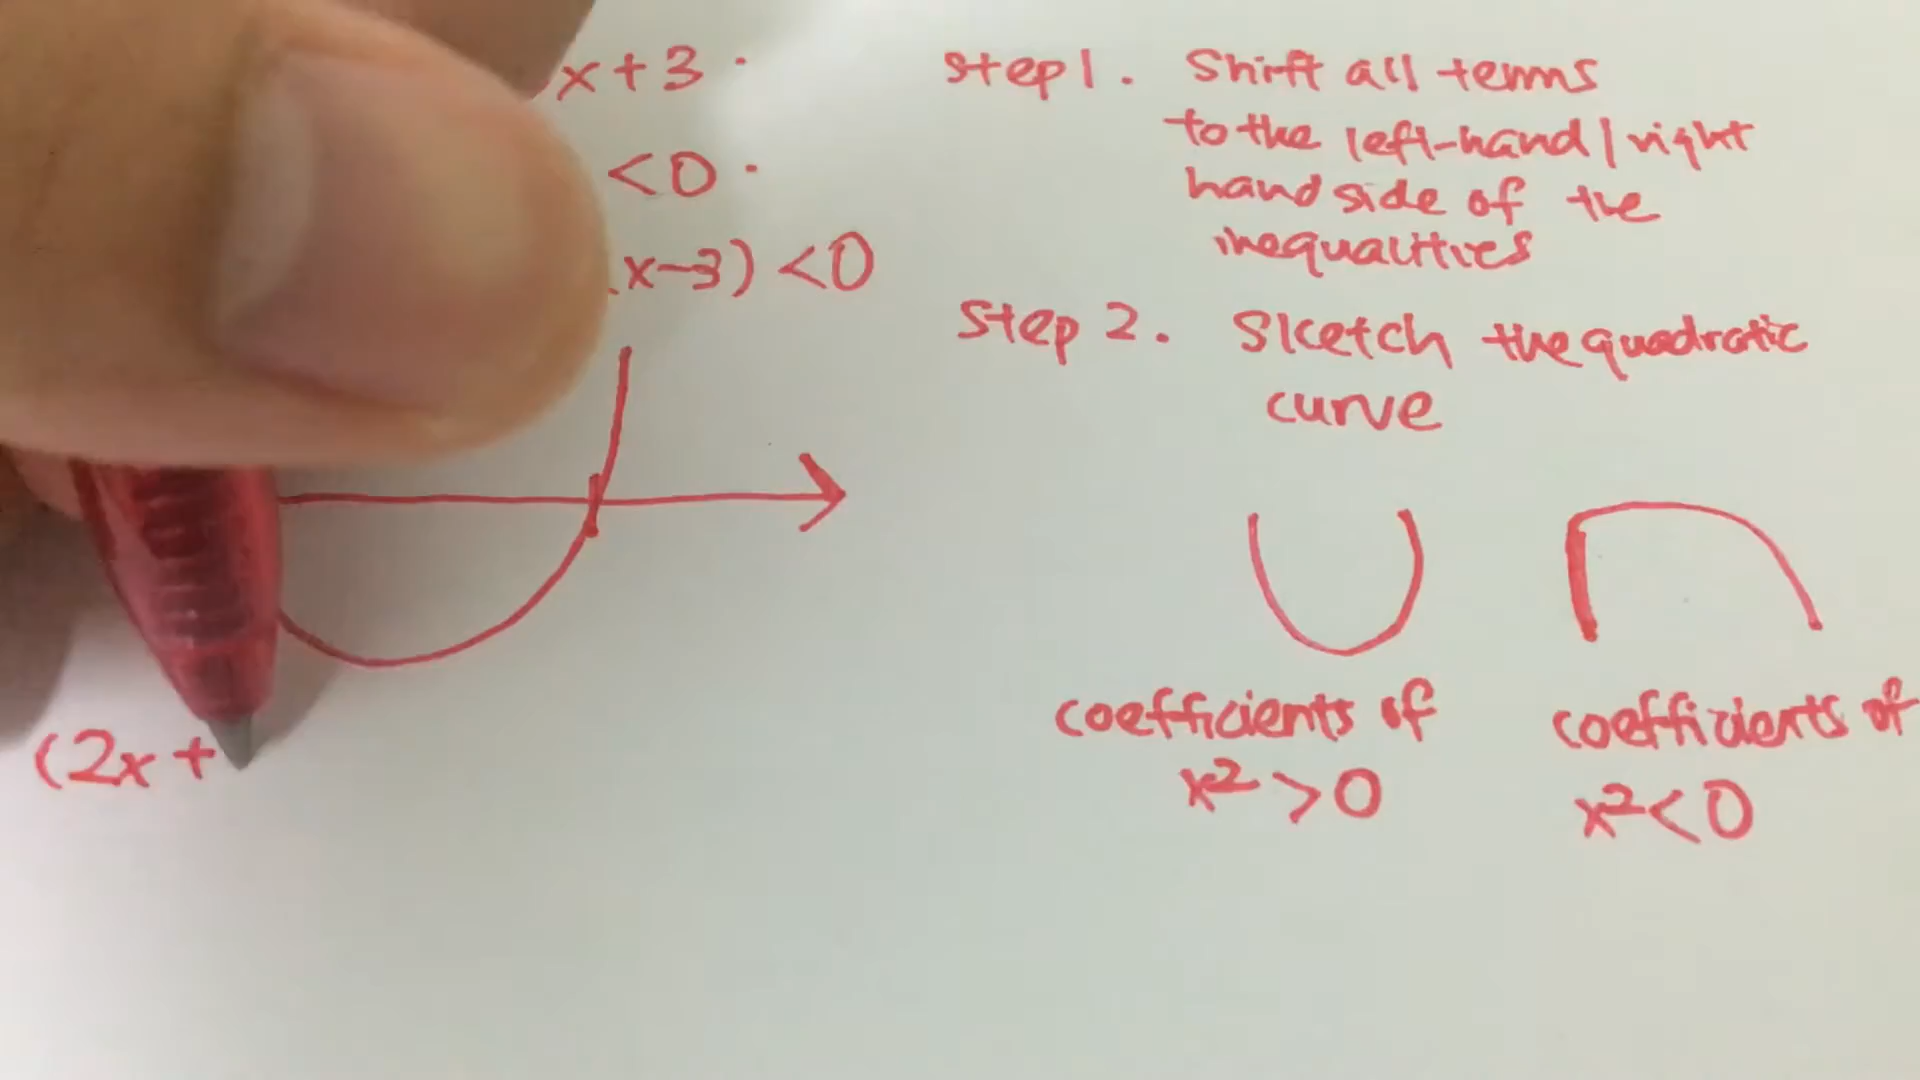 x+3
<0
x-3) <0
(2x +
step 1. Shift all terms
to the left-hand/right
hand side of the
inequalities
Step 2. Sketch the quadratic
curve
coefficients of
x² >0
coefficients of
x² <0